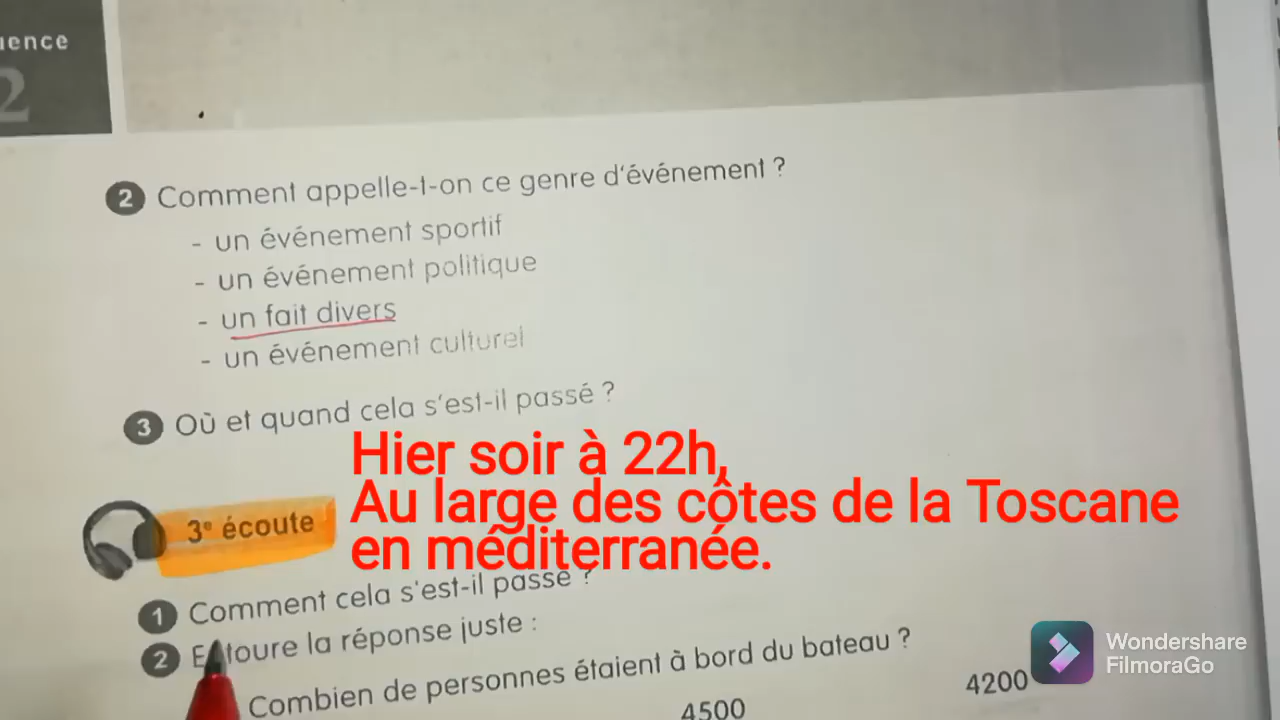 2
2 Comment appelle-t-on ce genre d'événement ?
- un événement sportif
- un événement politique
- un fait divers
- un événement culturel
3 Où et quand cela s'est-il passé ?
Hier soir à 22h,
Au large des côtes de la Toscane
en méditerranée.
3e écoute
1 Comment cela s'est-il passé ?
2 Entoure la réponse juste :
Combien de personnes étaient à bord du bateau ?
4500 4200
Wondershare
FilmoraGo